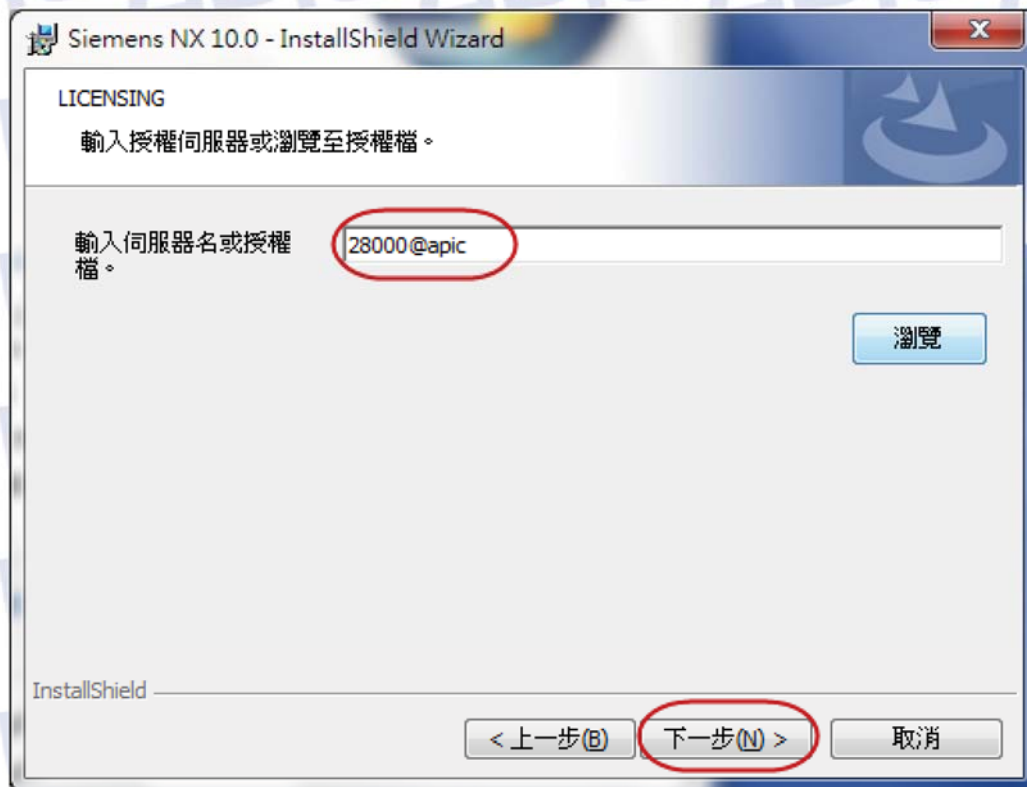 Siemens NX 10.0 - InstallShield Wizard
LICENSING
輸入授權伺服器或瀏覽至授權檔。
輸入伺服器名或授權
檔。
28000@apic
瀏覽
InstallShield
< 上一步(B)
下一步(N) >
取消